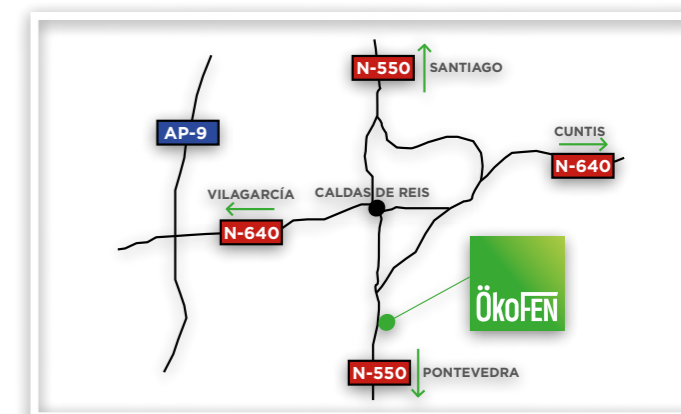 N-550
SANTIAGO
AP-9
CUNTIS
N-640
VILAGARCÍA
CALDAS DE REIS
N-640
ÖkoFEN
N-550
PONTEVEDRA